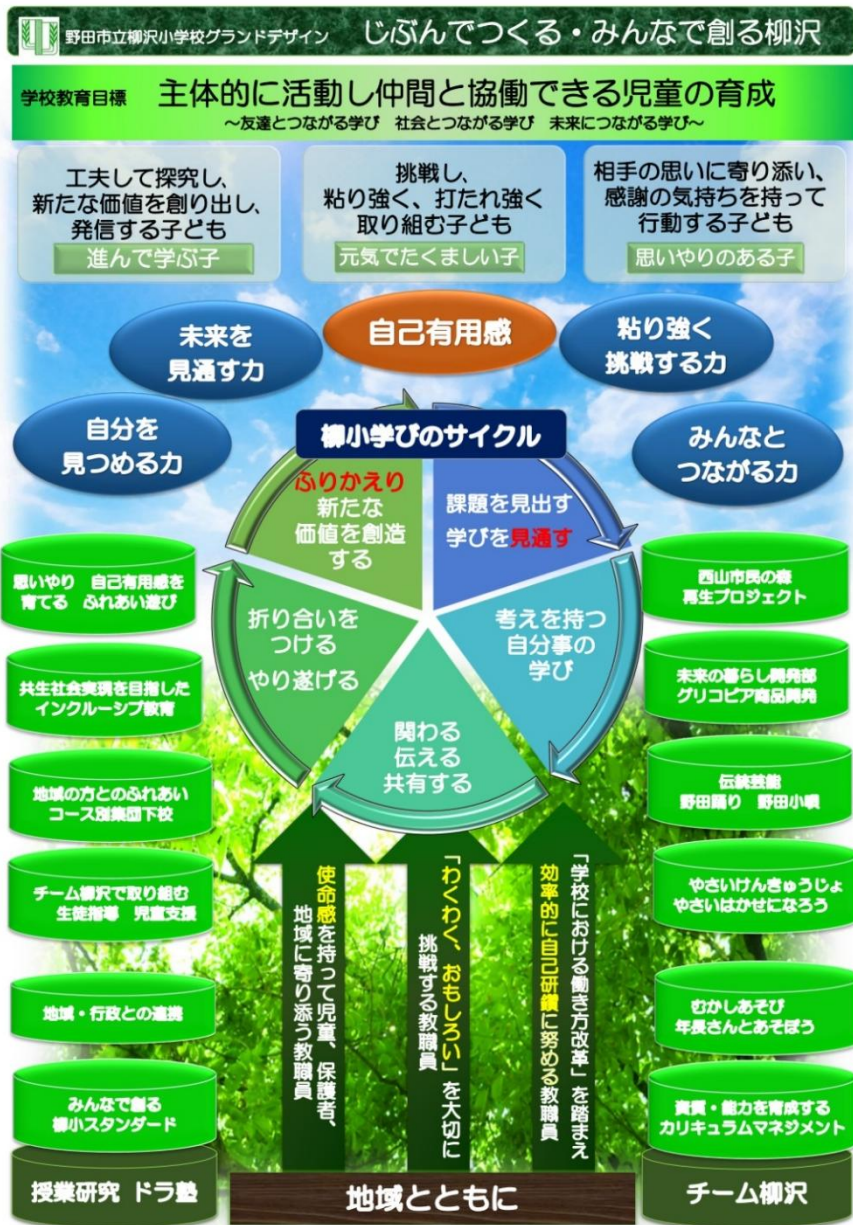 野田市立柳沢小学校グランドデザイン じぶんでつくる・みんなで創る柳沢
学校教育目標 主体的に活動し仲間と協働できる児童の育成
～友達とつながる学び 社会とつながる学び 未来につながる学び～
工夫して探究し、
新たな価値を創り出し、
発信する子ども
進んで学ぶ子
挑戦し、
粘り強く、打たれ強く
取り組む子ども
元気でたくましい子
相手の思いに寄り添い、
感謝の気持ちを持って
行動する子ども
思いやりのある子
自分を
見つめる力
未来を
見通す力
自己有用感
粘り強く
挑戦する力
みんなと
つながる力
柳小学びのサイクル
課題を見出す
学びを見通す
考えを持つ
自分事の
学び
関わる
伝える
共有する
折り合いを
つける
やり遂げる
ふりかえり
新たな
価値を創造
する
思いやり 自己有用感を
育てる ふれあい遊び
共生社会実現を目指した
インクルーシブ教育
地域の方とのふれあい
コース別集団下校
チーム柳沢で取り組む
生徒指導 児童支援
地域・行政との連携
みんなで創る
柳小スタンダード
授業研究 ドラ塾
西山市民の森
再生プロジェクト
未来の暮らし開発部
グリコピア商品開発
伝統芸能
野田踊り 野田小唄
やさいけんきゅうじょ
やさいはかせになろう
むかしあそび
年長さんとあそぼう
資質・能力を育成する
カリキュラムマネジメント
チーム柳沢
使命感を持って児童、保護者、
地域に寄り添う教職員
「わくわく、おもしろい」を大切に
挑戦する教職員
「学校における働き方改革」を踏まえ
効率的に自己研鑽に努める教職員
地域とともに